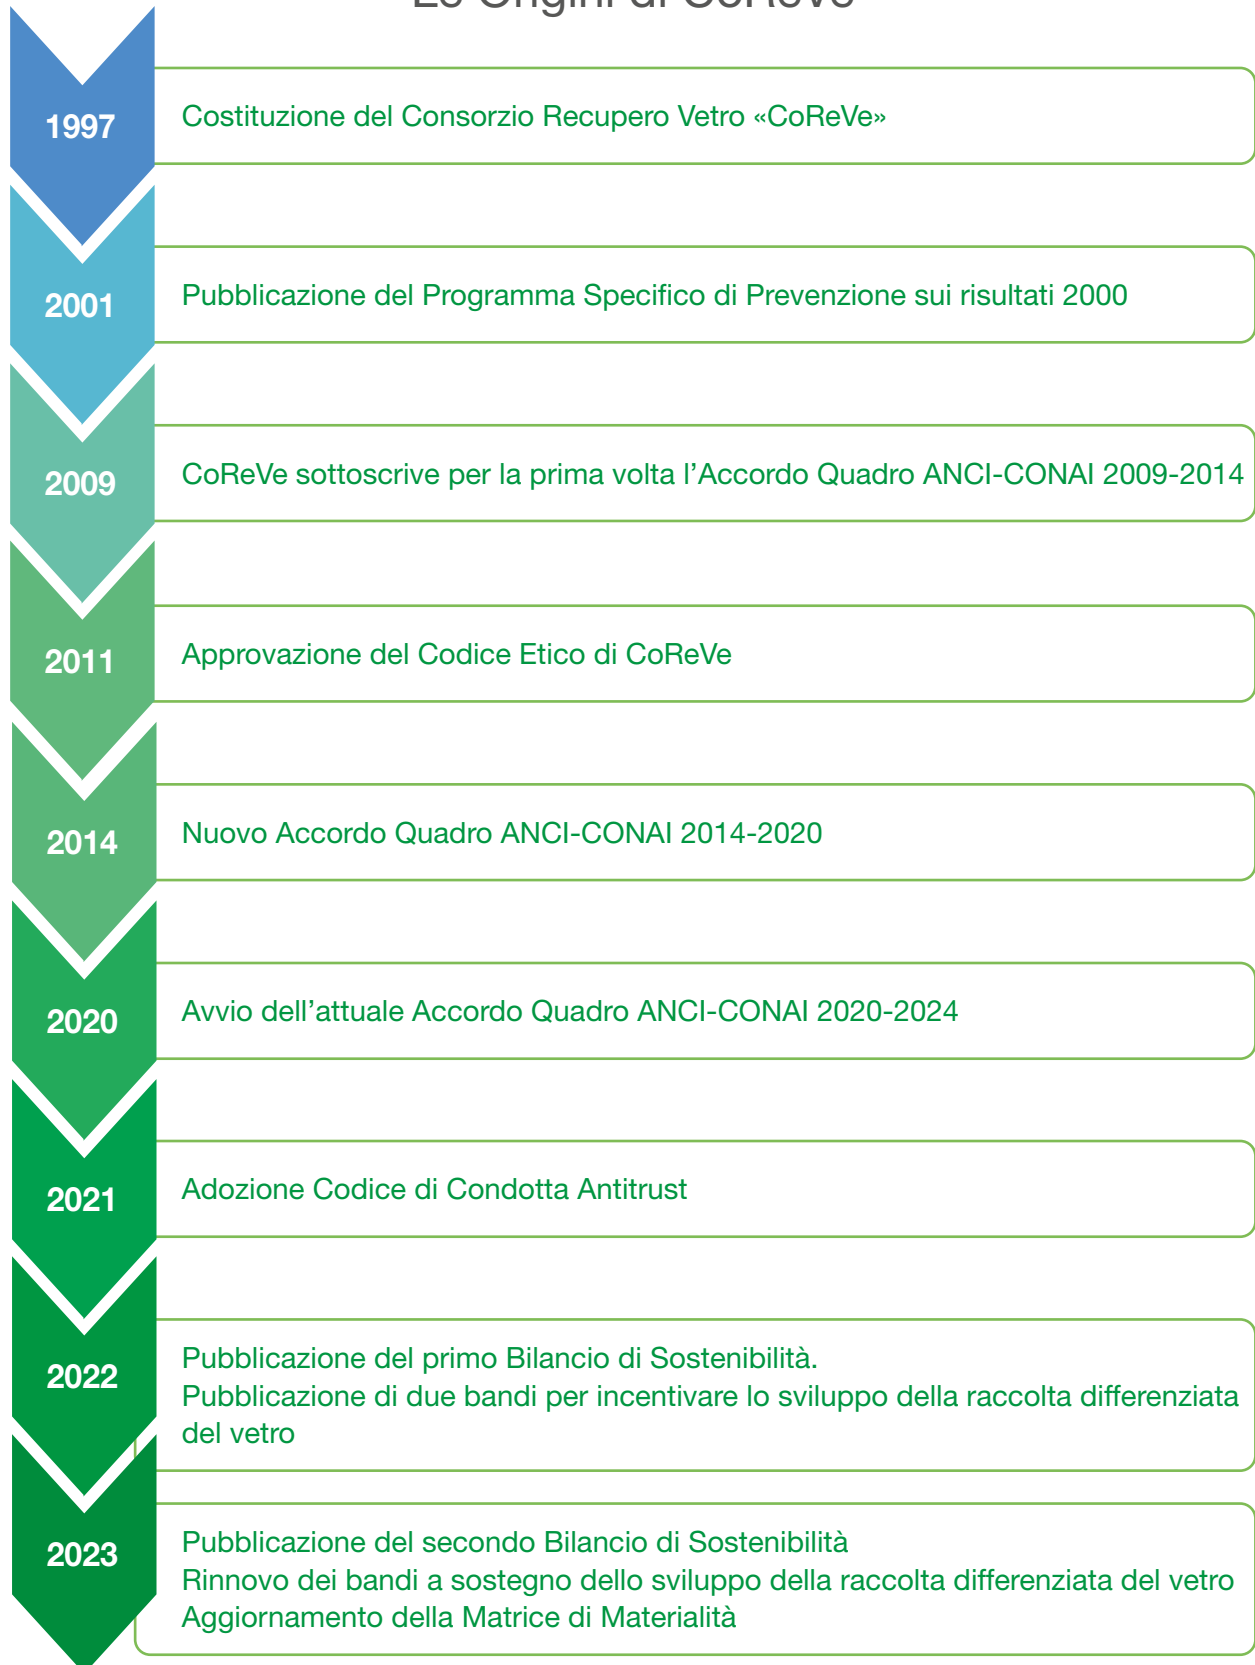 Le Origini di CoReVe
1997
Costituzione del Consorzio Recupero Vetro «CoReVe»
2001
Pubblicazione del Programma Specifico di Prevenzione sui risultati 2000
2009
CoReVe sottoscrive per la prima volta l’Accordo Quadro ANCI-CONAI 2009-2014
2011
Approvazione del Codice Etico di CoReVe
2014
Nuovo Accordo Quadro ANCI-CONAI 2014-2020
2020
Avvio dell’attuale Accordo Quadro ANCI-CONAI 2020-2024
2021
Adozione Codice di Condotta Antitrust
2022
Pubblicazione del primo Bilancio di Sostenibilità.
Pubblicazione di due bandi per incentivare lo sviluppo della raccolta differenziata
del vetro
2023
Pubblicazione del secondo Bilancio di Sostenibilità
Rinnovo dei bandi a sostegno dello sviluppo della raccolta differenziata del vetro
Aggiornamento della Matrice di Materialità